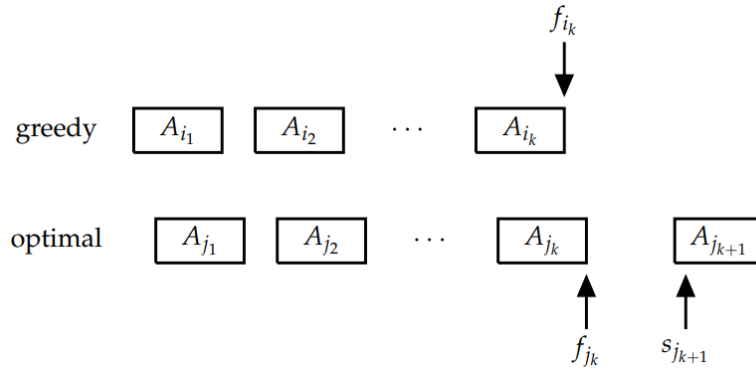 f_{i_k}
greedy A_{i_1} A_{i_2} ⋯ A_{i_k}
optimal A_{j_1} A_{j_2} ⋯ A_{j_k} A_{j_{k+1}}
f_{j_k} s_{j_{k+1}}